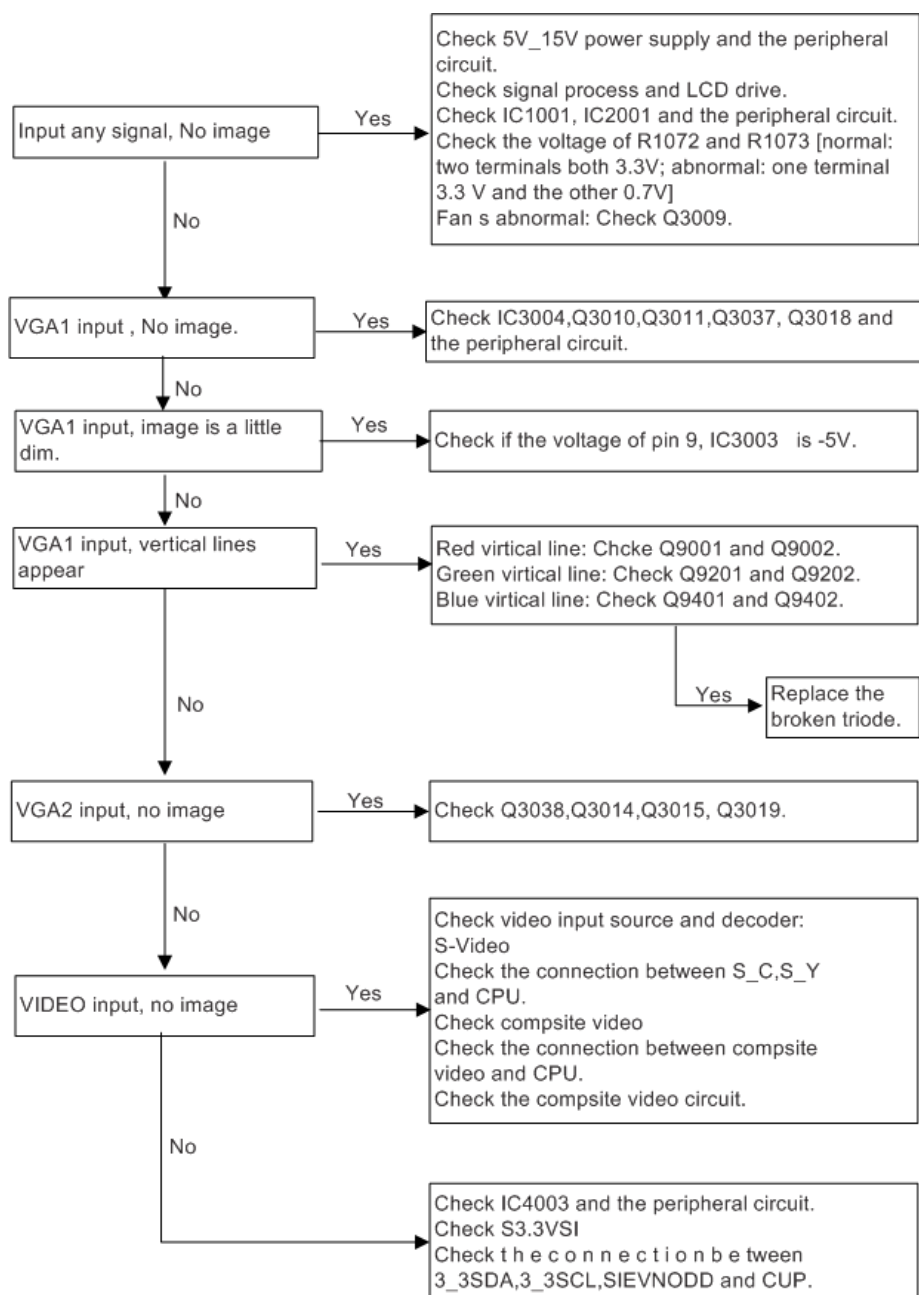 Check 5V_15V power supply and the peripheral
circuit.
Check signal process and LCD drive.
Check IC1001, IC2001 and the peripheral circuit.
Check the voltage of R1072 and R1073 [normal:
two terminals both 3.3V; abnormal: one terminal
3.3 V and the other 0.7V]
Fan s abnormal: Check Q3009.
Input any signal, No image
Yes
No
VGA1 input , No image.
Yes
Check IC3004,Q3010,Q3011,Q3037, Q3018 and
the peripheral circuit.
No
VGA1 input, image is a little
dim.
Yes
Check if the voltage of pin 9, IC3003 is -5V.
No
VGA1 input, vertical lines
appear
Yes
Red virtical line: Chcke Q9001 and Q9002.
Green virtical line: Check Q9201 and Q9202.
Blue virtical line: Check Q9401 and Q9402.
Yes
Replace the
broken triode.
No
VGA2 input, no image
Yes
Check Q3038,Q3014,Q3015, Q3019.
No
VIDEO input, no image
Yes
Check video input source and decoder:
S-Video
Check the connection between S_C,S_Y
and CPU.
Check compsite video
Check the connection between compsite
video and CPU.
Check the compsite video circuit.
No
Check IC4003 and the peripheral circuit.
Check S3.3VSI
Check t h e c o n n e c t i o n b e tween
3_3SDA,3_3SCL,SIEVNODD and CUP.